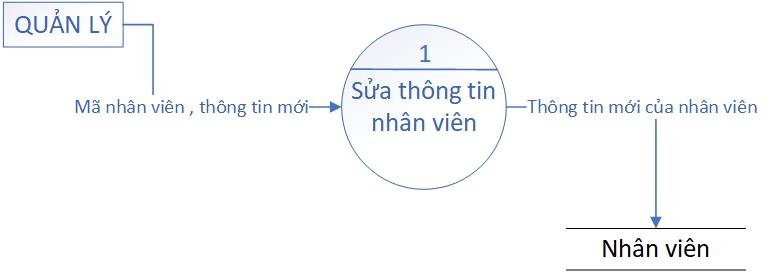 QUẢN LÝ
1
Sửa thông tin
nhân viên
Mã nhân viên , thông tin mới
Thông tin mới của nhân viên
Nhân viên